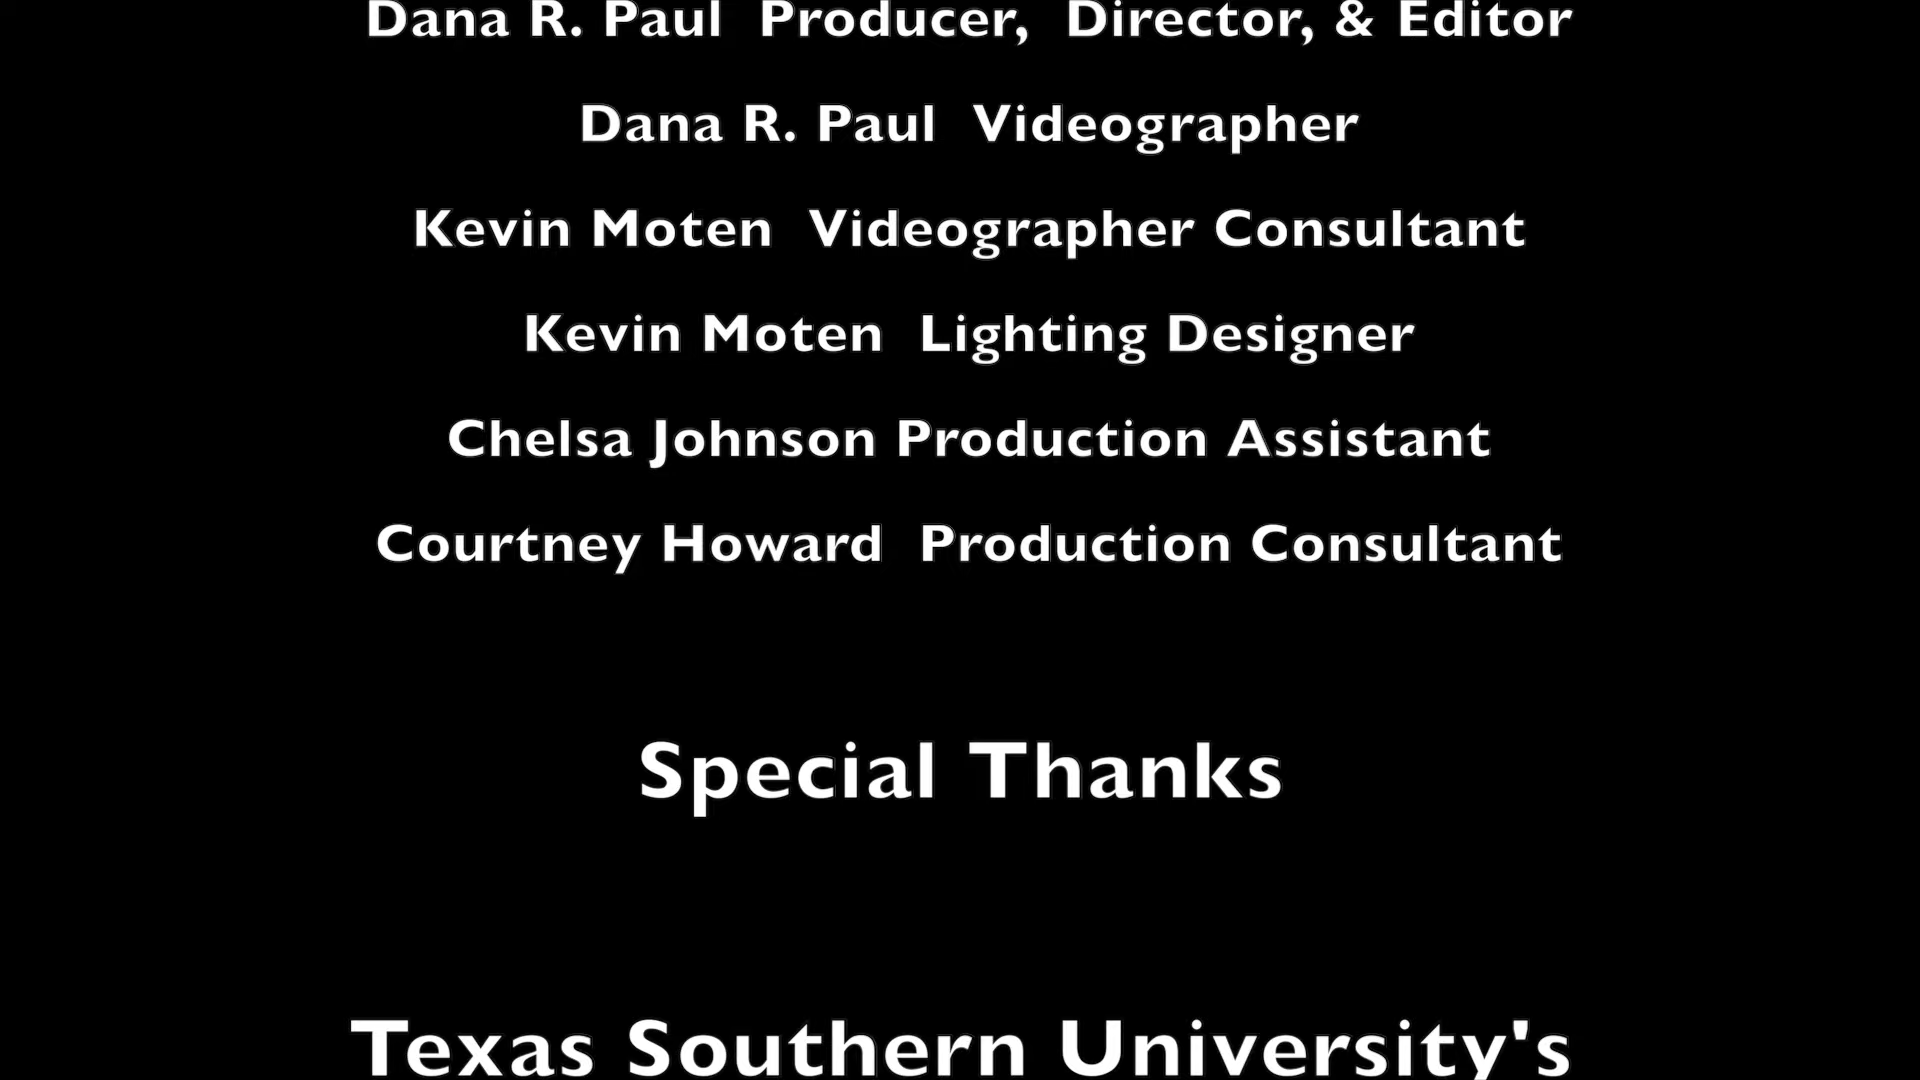 Dana R. Paul  Producer,  Director, & Editor
Dana R. Paul  Videographer
Kevin Moten  Videographer Consultant
Kevin Moten  Lighting Designer
Chelsa Johnson Production Assistant
Courtney Howard  Production Consultant
Special Thanks
Texas Southern University's